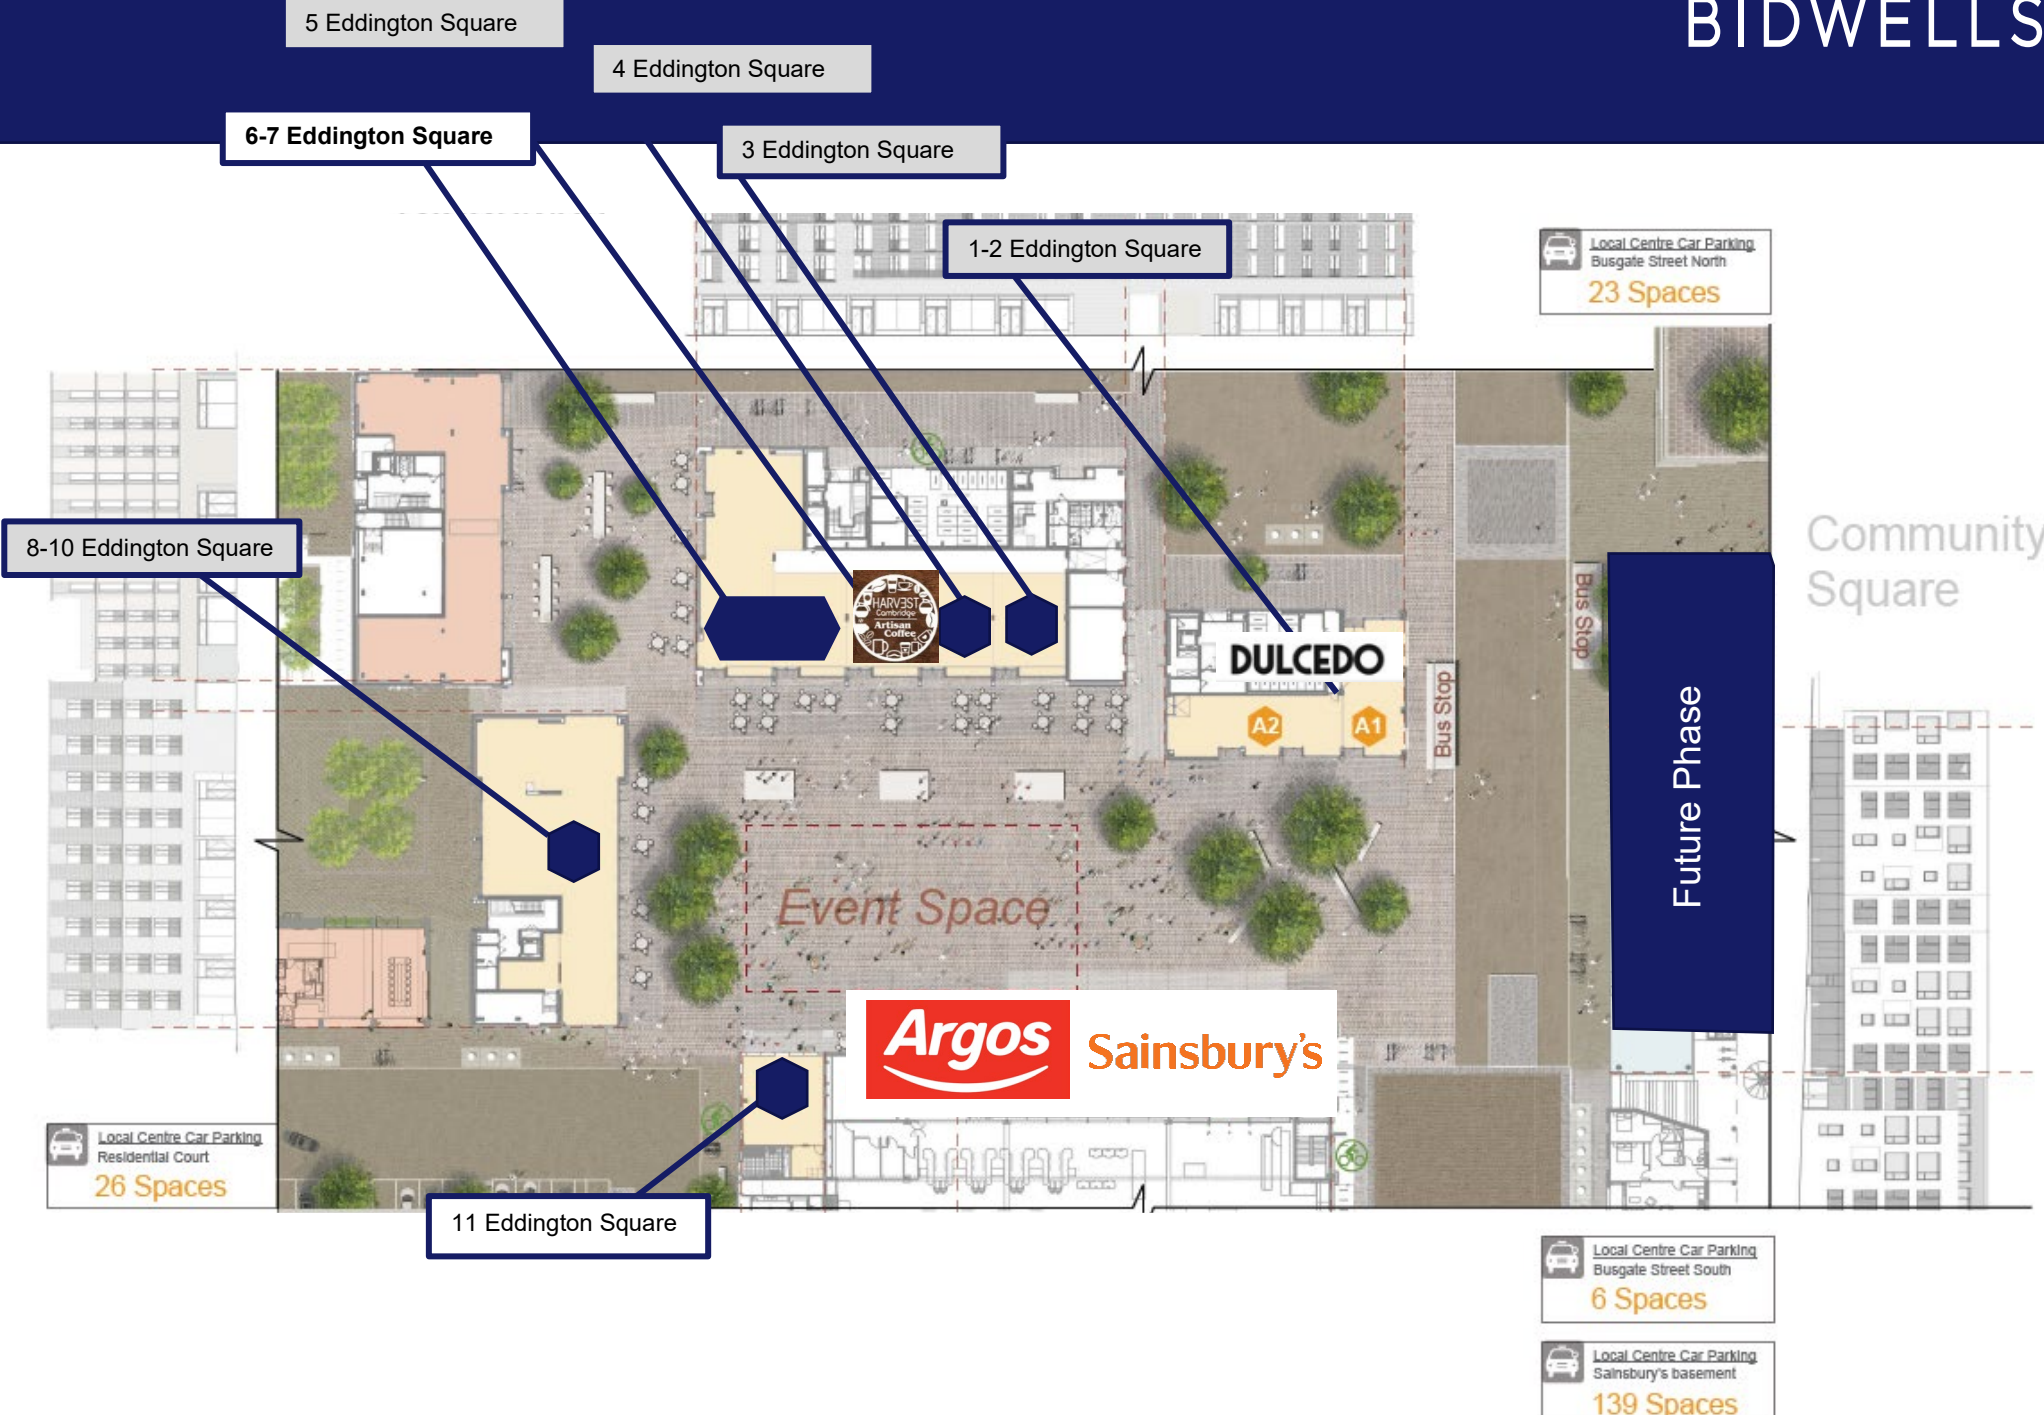 5 Eddington Square
BIDWELLS
4 Eddington Square
6-7 Eddington Square
3 Eddington Square
1-2 Eddington Square
Local Centre Car Parking
Busgate Street North
23 Spaces
8-10 Eddington Square
Community
Square
HARV3ST
Cambridge
Artisan
Coffee
DULCEDO
A2
A1
Bus Stop
Bus Stop
Future Phase
Event Space
Argos
Sainsbury's
Local Centre Car Parking
Residential Court
26 Spaces
11 Eddington Square
Local Centre Car Parking
Busgate Street South
6 Spaces
Local Centre Car Parking
Sainsbury's basement
139 Spaces